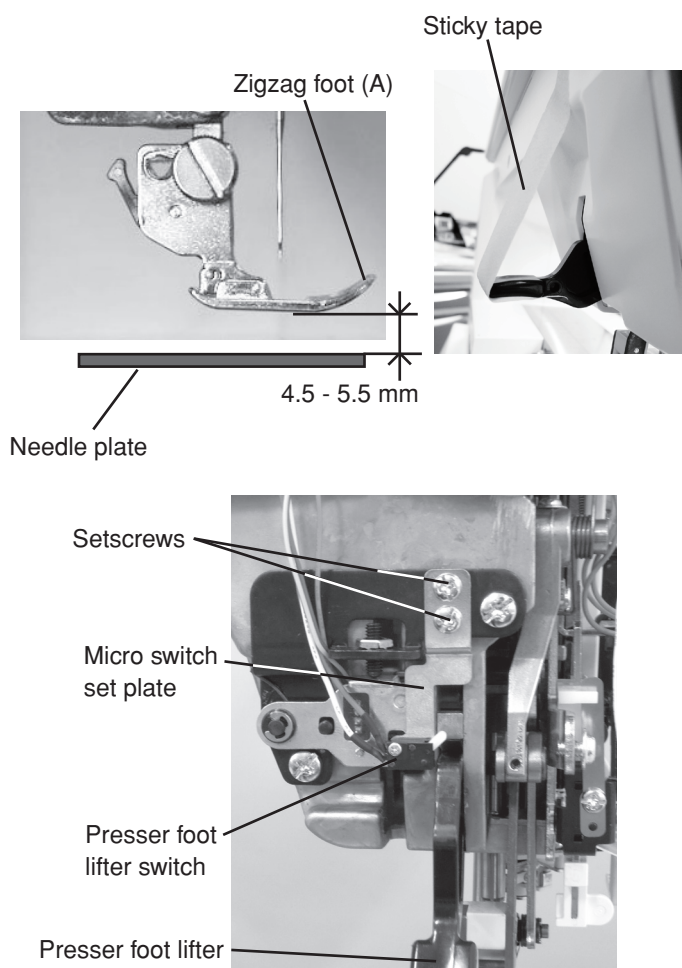 Sticky tape
Zigzag foot (A)
4.5 - 5.5 mm
Needle plate
Setscrews
Micro switch
set plate
Presser foot
lifter switch
Presser foot lifter